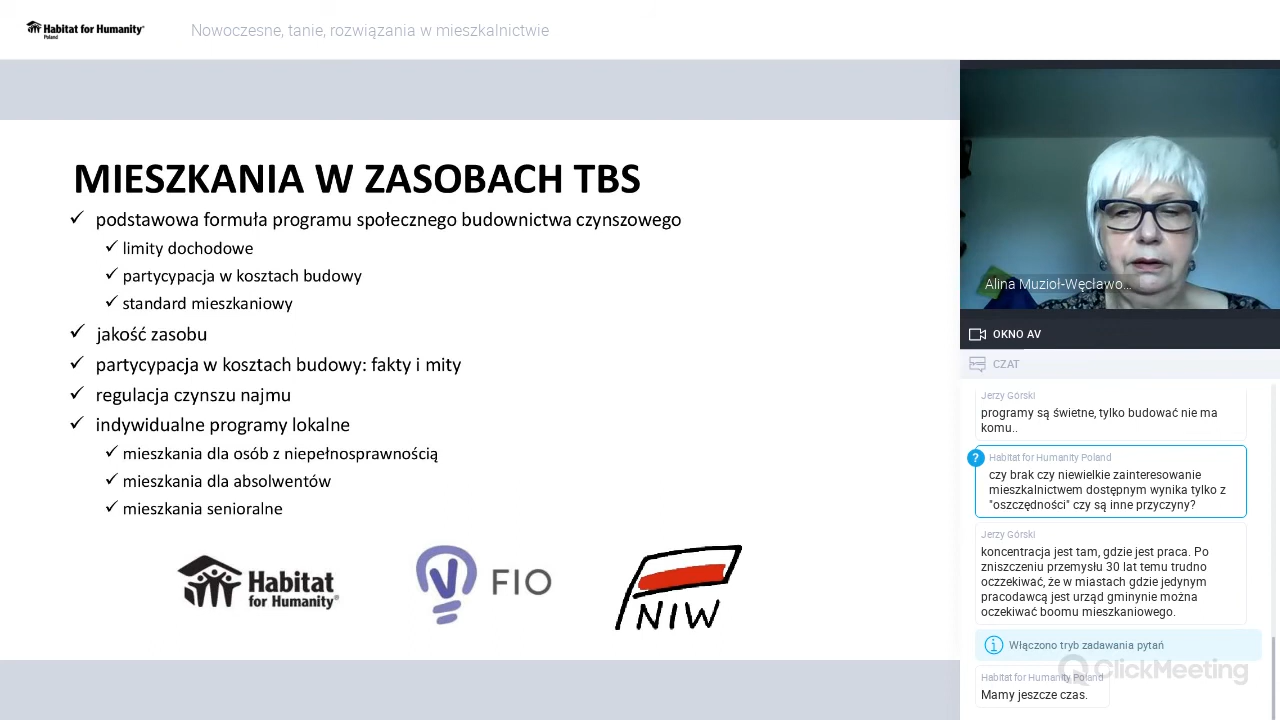 Habitat for Humanity®
Poland
Nowoczesne, tanie, rozwiązania w mieszkalnictwie
MIESZKANIA W ZASOBACH TBS
✓ podstawowa formuła programu społecznego budownictwa czynszowego
✓ limity dochodowe
✓ partycypacja w kosztach budowy
✓ standard mieszkaniowy
✓ jakość zasobu
✓ partycypacja w kosztach budowy: fakty i mity
✓ regulacja czynszu najmu
✓ indywidualne programy lokalne
✓ mieszkania dla osób z niepełnosprawnością
✓ mieszkania dla absolwentów
✓ mieszkania senioralne
Habitat
for Humanity®
FIO
NIW
Alina Muzioł-Węcławo...
OKNO AV
CZAT
Jerzy Górski
programy są świetne, tylko budować nie ma
komu..
?
Habitat for Humanity Poland
czy brak czy niewielkie zainteresowanie
mieszkalnictwem dostępnym wynika tylko z
"oszczędności" czy są inne przyczyny?
Jerzy Górski
koncentracja jest tam, gdzie jest praca. Po
zniszczeniu przemysłu 30 lat temu trudno
oczzekiwać, że w miastach gdzie jedynym
pracodawcą jest urząd gminynie można
oczekiwać boomu mieszkaniowego.
Włączono tryb zadawania pytań
Habitat for Humanity Poland
Mamy jeszcze czas.
ClickMeeting